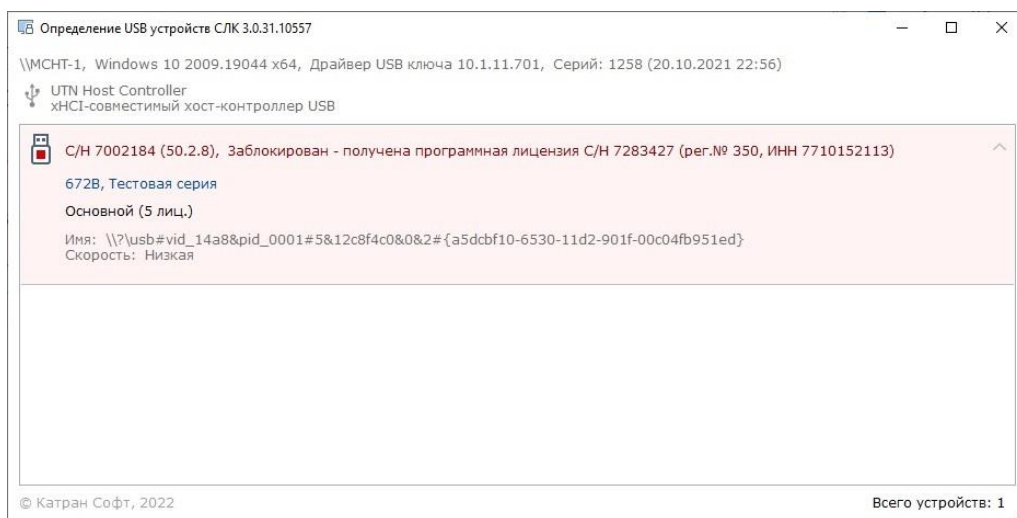 Определение USB устройств СЛК 3.0.31.10557
\\МСНТ-1, Windows 10 2009.19044 x64, Драйвер USB ключа 10.1.11.701, Серий: 1258 (20.10.2021 22:56)
UTN Host Controller
xHCI-совместимый хост-контроллер USB
С/Н 7002184 (50.2.8), Заблокирован - получена программная лицензия С/Н 7283427 (рег.№ 350, ИНН 7710152113)
672B, Тестовая серия
Основной (5 лиц.)
Имя: \\?\usb#vid_14a8&pid_0001#5&12c8f4c0&0&2#{a5dcbf10-6530-11d2-901f-00c04fb951ed}
Скорость: Низкая
© Катран Софт, 2022
Всего устройств: 1